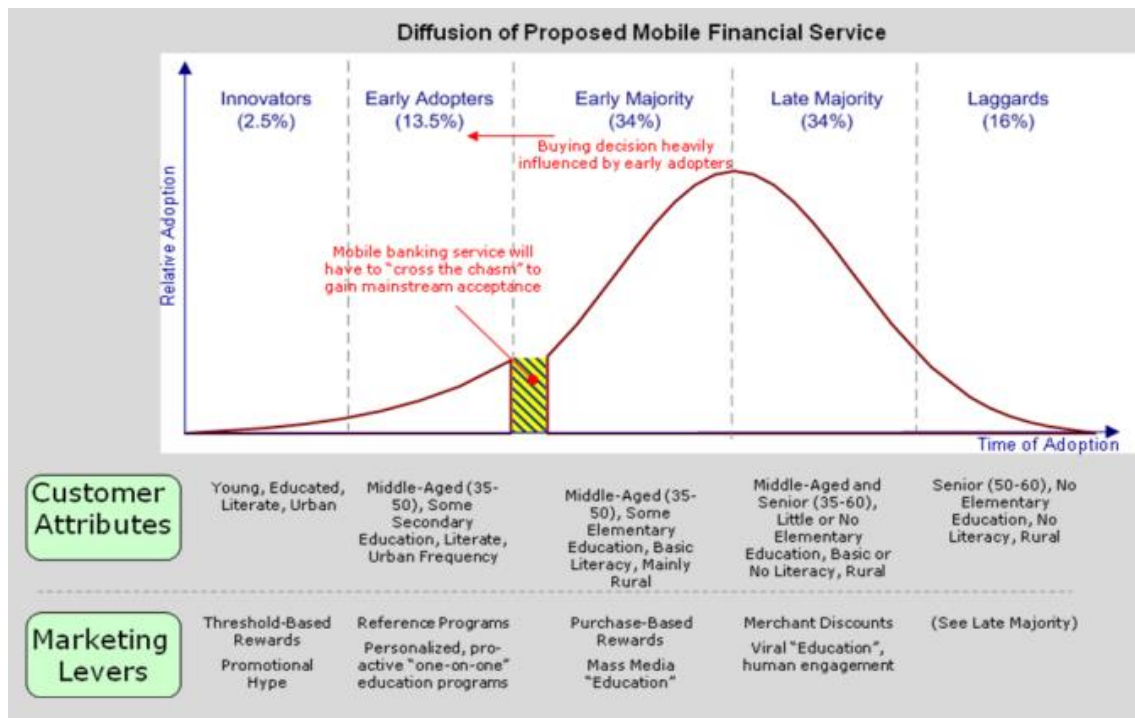 Diffusion of Proposed Mobile Financial Service
Innovators
(2.5%)
Early Adopters
(13.5%)
Early Majority
(34%)
Late Majority
(34%)
Laggards
(16%)
Buying decision heavily
influenced by early adopters
Mobile banking service will
have to "cross the chasm" to
gain mainstream acceptance
Relative Adoption
Time of Adoption
Customer
Attributes
Young, Educated,
Literate, Urban
Middle-Aged (35-
50), Some
Secondary
Education, Literate,
Urban Frequency
Middle-Aged (35-
50), Some
Elementary
Education, Basic
Literacy, Mainly
Rural
Middle-Aged and
Senior (35-60),
Little or No
Elementary
Education, Basic or
No Literacy, Rural
Senior (50-60), No
Elementary
Education, No
Literacy, Rural
Marketing
Levers
Threshold-Based
Rewards
Promotional
Hype
Reference Programs
Personalized, pro-
active "one-on-one"
education programs
Purchase-Based
Rewards
Mass Media
"Education"
Merchant Discounts
Viral "Education",
human engagement
(See Late Majority)